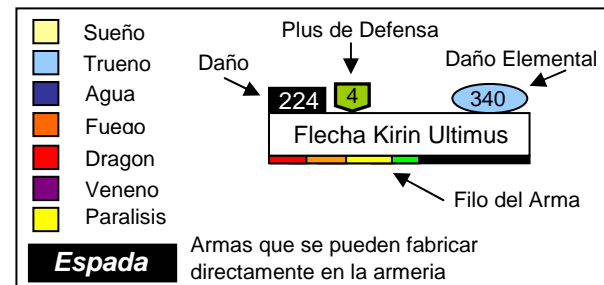 Sueño
Trueno
Agua
Fuego
Dragon
Veneno
Paralisis
Plus de Defensa
Daño
Daño Elemental
224
4
340
Flecha Kirin Ultimus
Filo del Arma
Espada
Armas que se pueden fabricar
directamente en la armeria